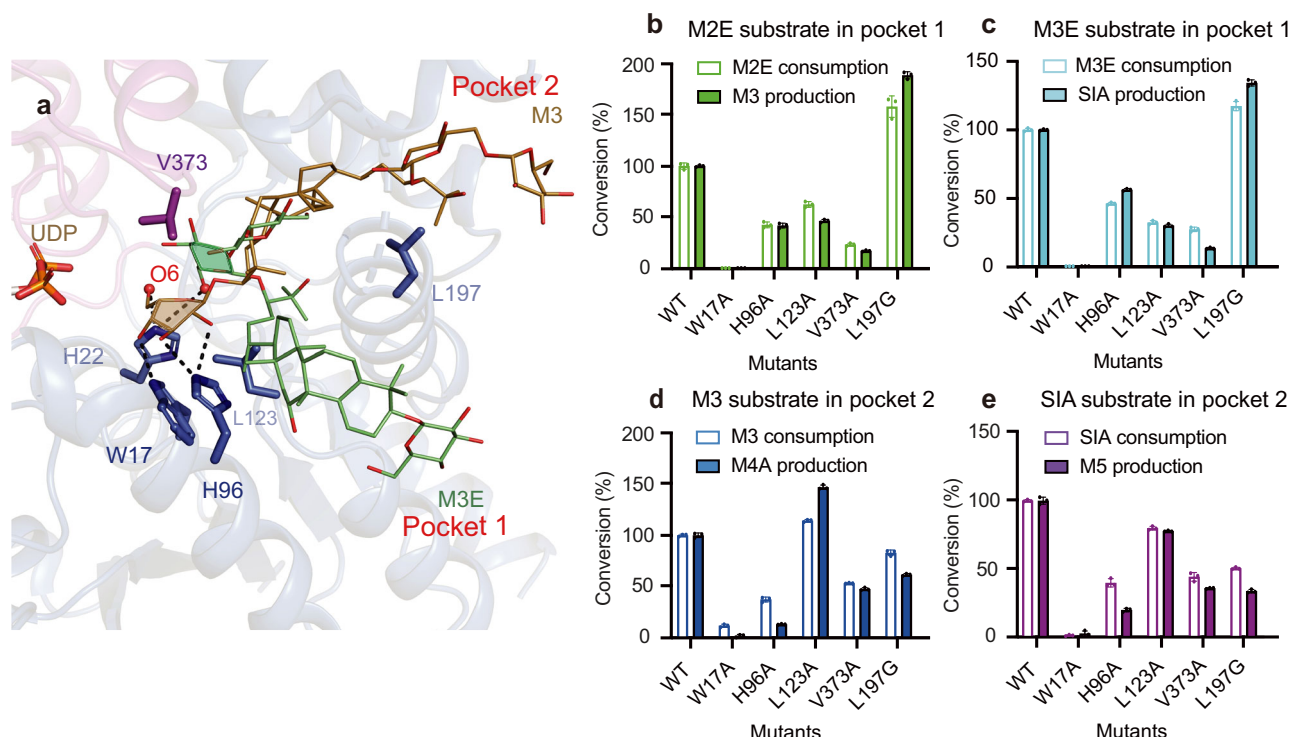 a
Pocket 2
M3
V373
UDP
O6
L197
H22
L123
W17
H96
M3E
Pocket 1
b M2E substrate in pocket 1
M2E consumption
M3 production
Conversion (%)
200
150
100
50
0
WT
W17A
H96A
L123A
V373A
L197G
Mutants
c M3E substrate in pocket 1
M3E consumption
SIA production
Conversion (%)
150
100
50
0
WT
W17A
H96A
L123A
V373A
L197G
Mutants
d M3 substrate in pocket 2
M3 consumption
M4A production
Conversion (%)
200
150
100
50
0
WT
W17A
H96A
L123A
V373A
L197G
Mutants
e SIA substrate in pocket 2
SIA consumption
M5 production
Conversion (%)
150
100
50
0
WT
W17A
H96A
L123A
V373A
L197G
Mutants